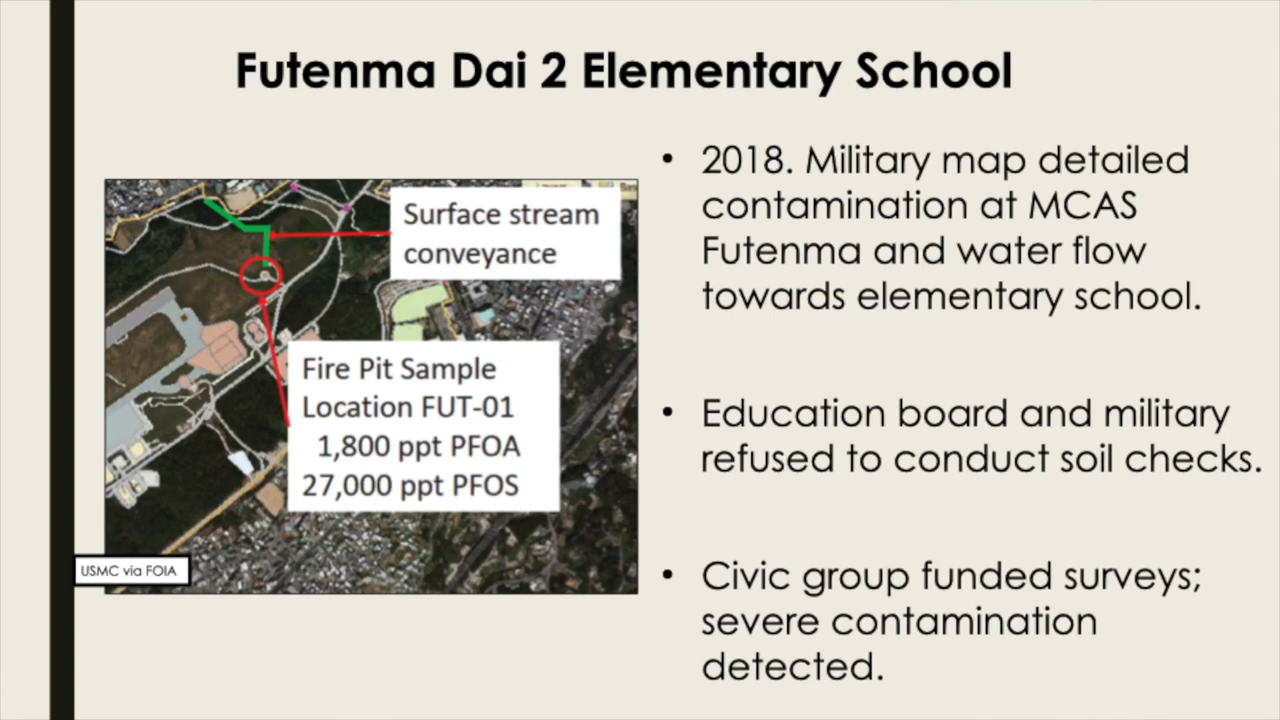 Futenma Dai 2 Elementary School
Surface stream
conveyance
Fire Pit Sample
Location FUT-01
1,800 ppt PFOA
27,000 ppt PFOS
USMC via FOIA
• 2018. Military map detailed
contamination at MCAS
Futenma and water flow
towards elementary school.
• Education board and military
refused to conduct soil checks.
• Civic group funded surveys;
severe contamination
detected.